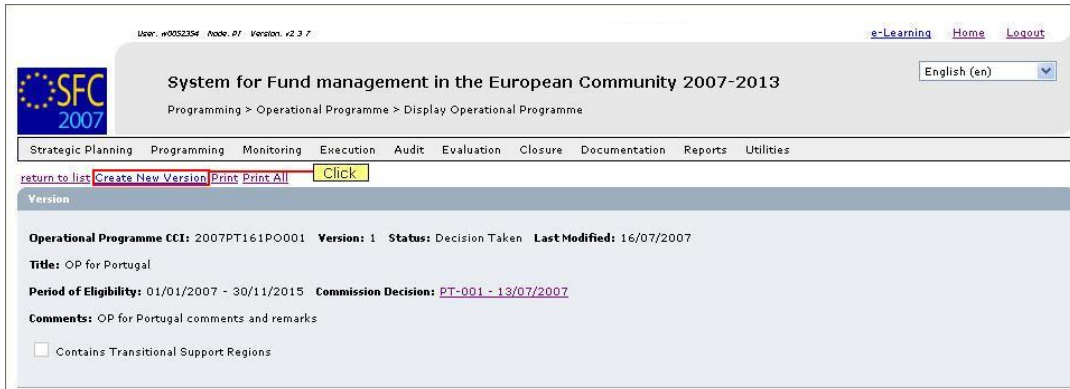 User. w0052354 Node. P1 Version. v2 3 7
e-Learning Home Logout
SFC
2007
System for Fund management in the European Community 2007-2013
English (en)
Programming > Operational Programme > Display Operational Programme
Strategic Planning Programming Monitoring Execution Audit Evaluation Closure Documentation Reports Utilities
return to list Create New Version Print Print All Click
Version
Operational Programme CCI: 2007PT161PO001 Version: 1 Status: Decision Taken Last Modified: 16/07/2007
Title: OP for Portugal
Period of Eligibility: 01/01/2007 - 30/11/2015 Commission Decision: PT-001 - 13/07/2007
Comments: OP for Portugal comments and remarks
Contains Transitional Support Regions